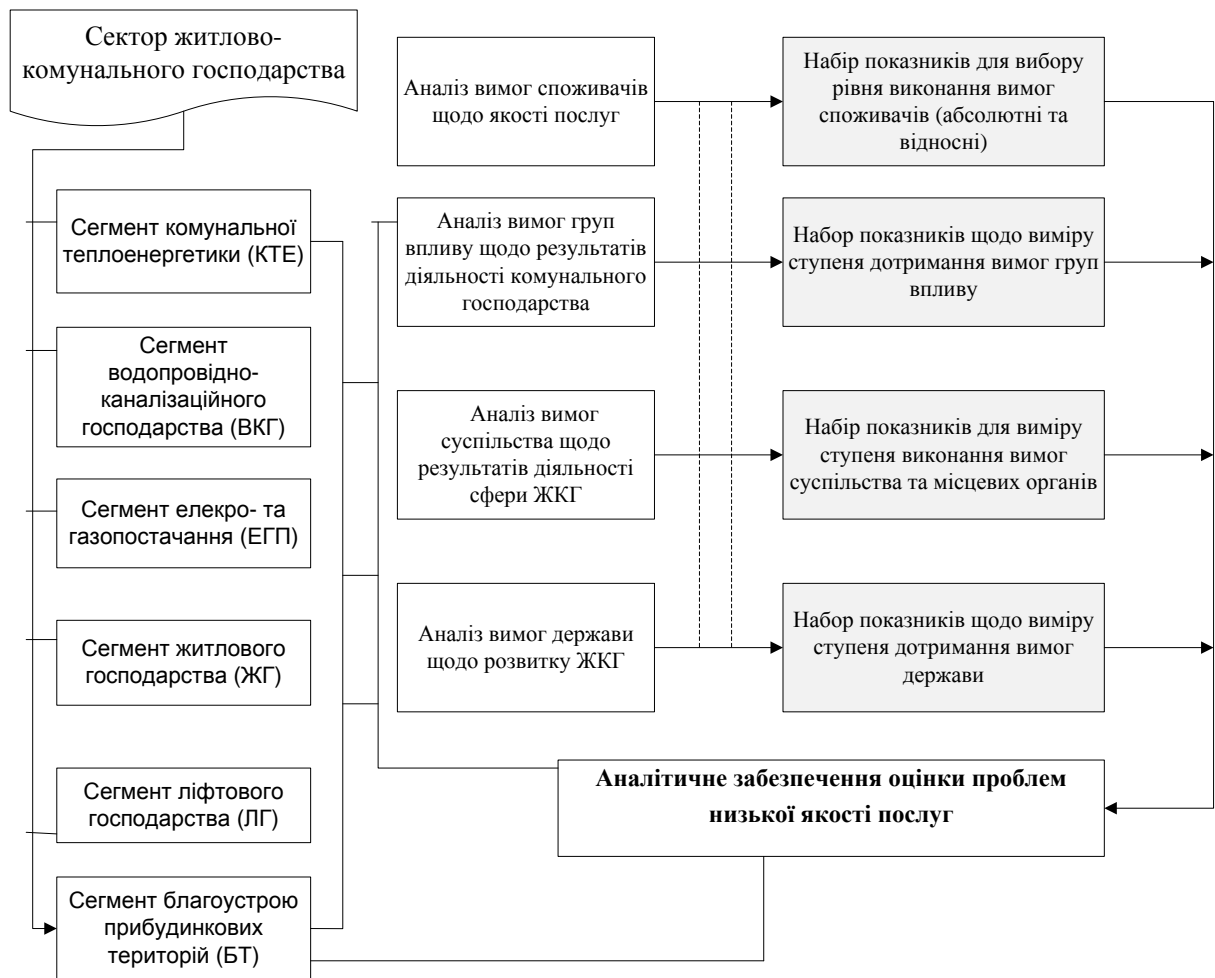 Сектор житлово-
комунального господарства
Сегмент комунальної
теплоенергетики (КТЕ)
Сегмент
водопровідно-
каналізаційного
господарства (ВКГ)
Сегмент елекро- та
газопостачання (ЕГП)
Сегмент житлового
господарства (ЖГ)
Сегмент ліфтового
господарства (ЛГ)
Сегмент благоустрою
прибудинкових
територій (БТ)
Аналіз вимог споживачів
щодо якості послуг
Набір показників для вибору
рівня виконання вимог
споживачів (абсолютні та
відносні)
Аналіз вимог груп
впливу щодо результатів
діяльності комунального
господарства
Набор показників щодо виміру
ступеня дотримання вимог груп
впливу
Аналіз вимог
суспільства щодо
результатів діяльності
сфери ЖКГ
Набір показників для виміру
ступеня виконання вимог
суспільства та місцевих органів
Аналіз вимог держави
щодо розвитку ЖКГ
Набор показників щодо виміру
ступеня дотримання вимог
держави
Аналітичне забезпечення оцінки проблем
низької якості послуг